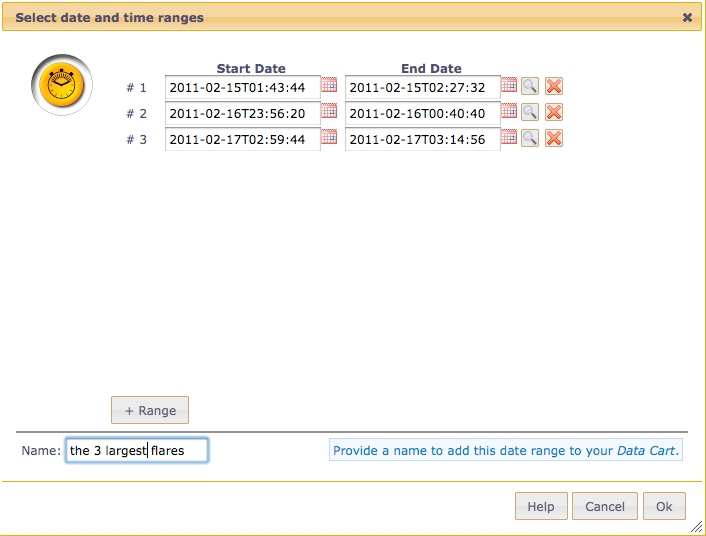 Select date and time ranges
Start Date End Date
# 1 2011-02-15T01:43:44 2011-02-15T02:27:32
# 2 2011-02-16T23:56:20 2011-02-16T00:40:40
# 3 2011-02-17T02:59:44 2011-02-17T03:14:56
+ Range
Name: the 3 largest flares Provide a name to add this date range to your Data Cart.
Help Cancel Ok